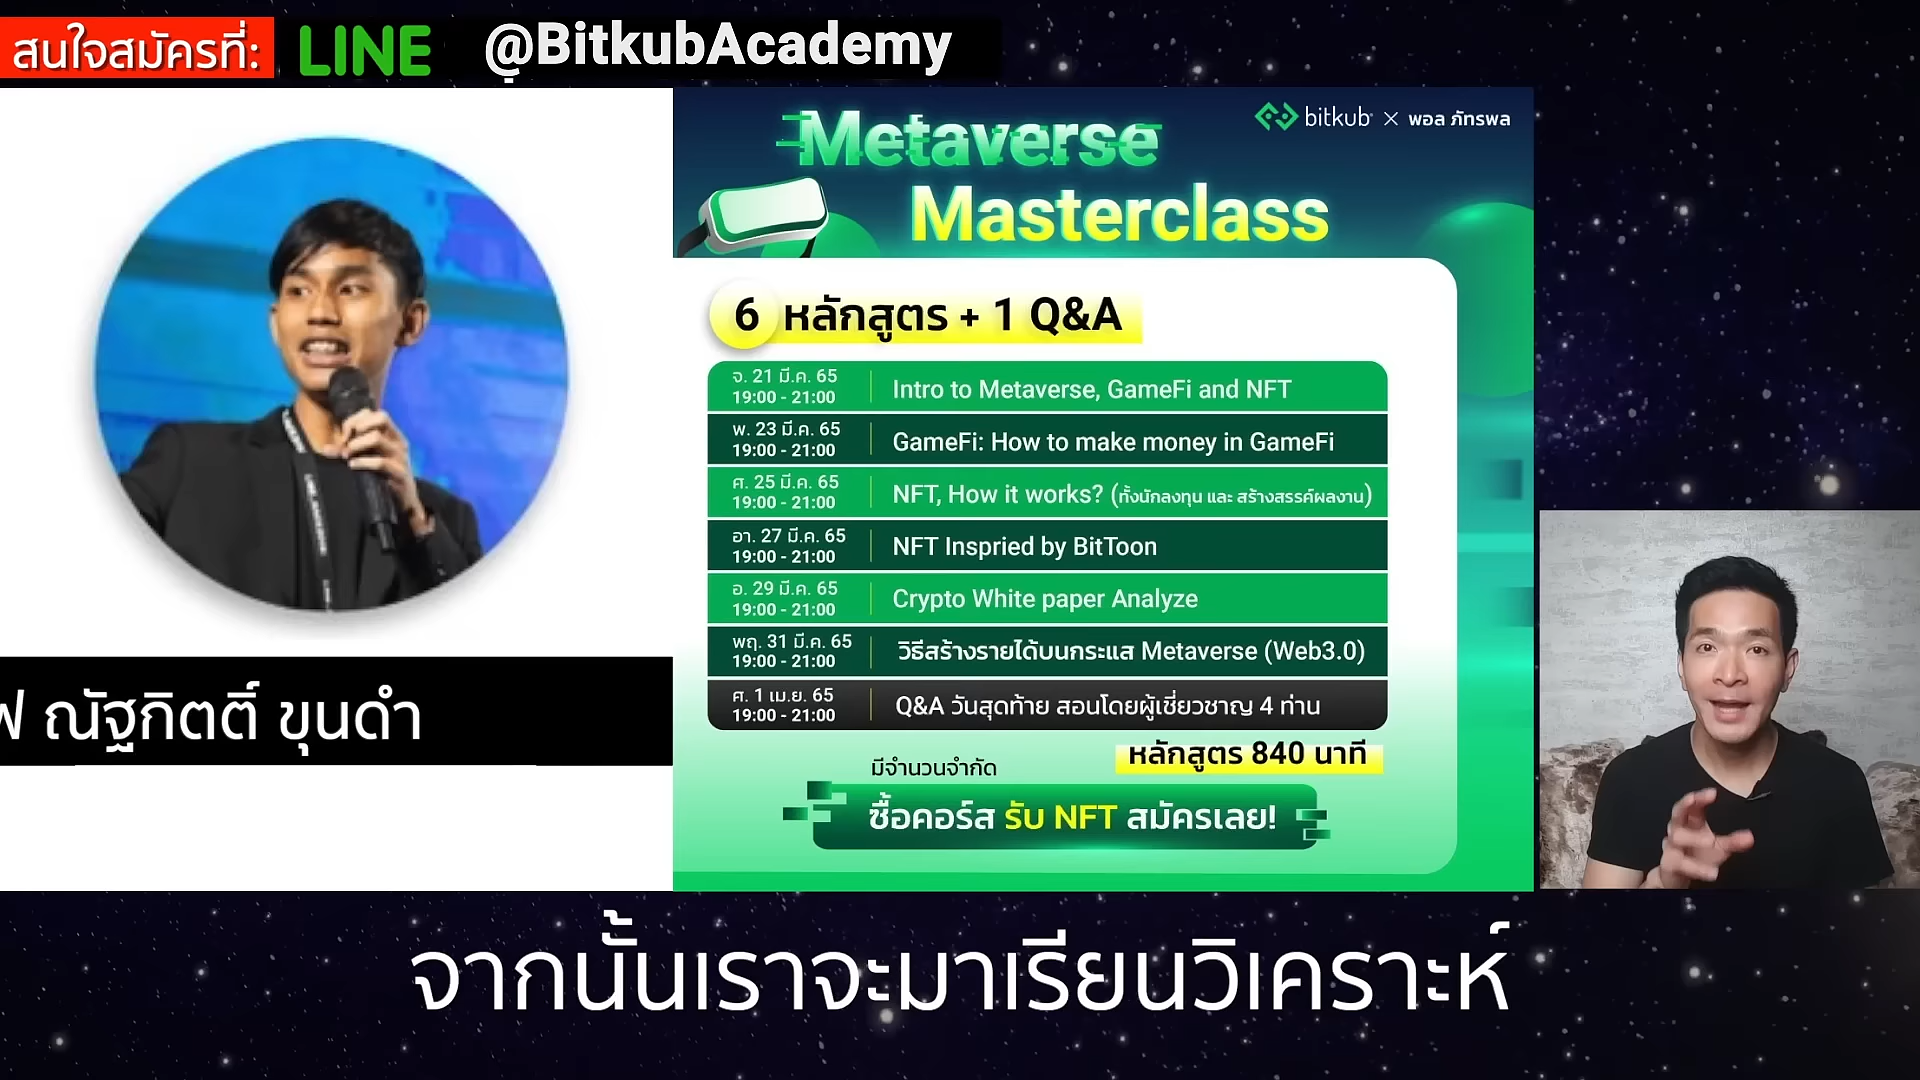 สนใจสมัครที่: LINE @BitkubAcademy
bitkub × พอล ภัทรพล
Metaverse
Masterclass
6 หลักสูตร + 1 Q&A
จ. 21 มี.ค. 65
19:00 - 21:00
Intro to Metaverse, GameFi and NFT
พ. 23 มี.ค. 65
19:00 - 21:00
GameFi: How to make money in GameFi
ศ. 25 มี.ค. 65
19:00 - 21:00
NFT, How it works? (ทั้งนักลงทุน และ สร้างสรรค์ผลงาน)
อา. 27 มี.ค. 65
19:00 - 21:00
NFT Inspried by BitToon
อ. 29 มี.ค. 65
19:00 - 21:00
Crypto White paper Analyze
พฤ. 31 มี.ค. 65
19:00 - 21:00
วิธีสร้างรายได้บนกระแส Metaverse (Web3.0)
ศ. 1 เม.ย. 65
19:00 - 21:00
Q&A วันสุดท้าย สอนโดยผู้เชี่ยวชาญ 4 ท่าน
หลักสูตร 840 นาที
มีจำนวนจำกัด
ซื้อคอร์ส รับ NFT สมัครเลย!
ณัฐกิตติ์ ขุนดำ
จากนั้นเราจะมาเรียนวิเคราะห์